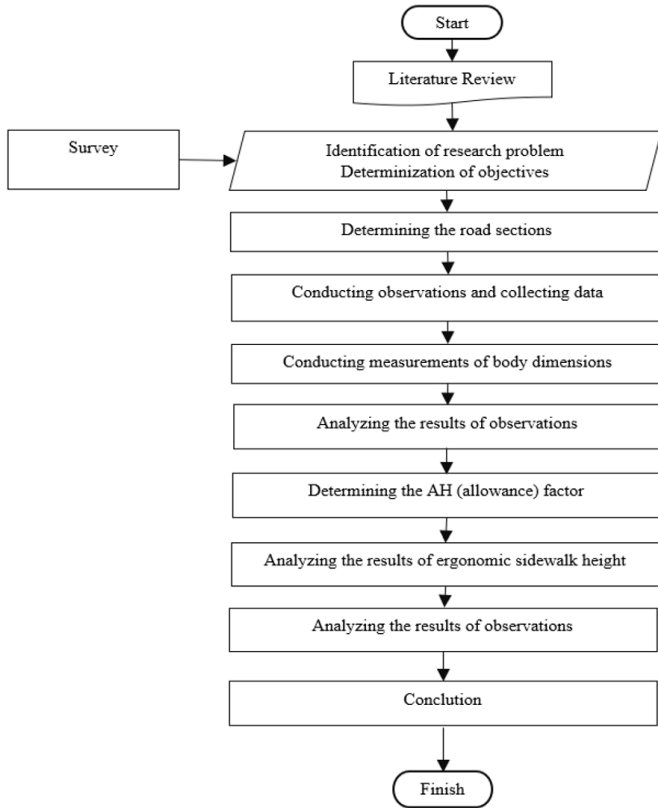 Start
Literature Review
Survey
Identification of research problem
Determinization of objectives
Determining the road sections
Conducting observations and collecting data
Conducting measurements of body dimensions
Analyzing the results of observations
Determining the AH (allowance) factor
Analyzing the results of ergonomic sidewalk height
Analyzing the results of observations
Conclution
Finish